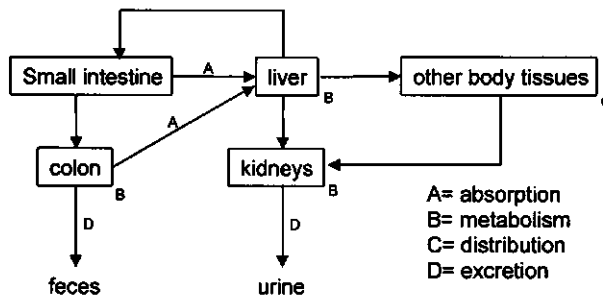 Small intestine
A
liver
B
other body tissues
A
colon
B
kidneys
B
D
D
feces
urine
A= absorption
B= metabolism
C= distribution
D= excretion